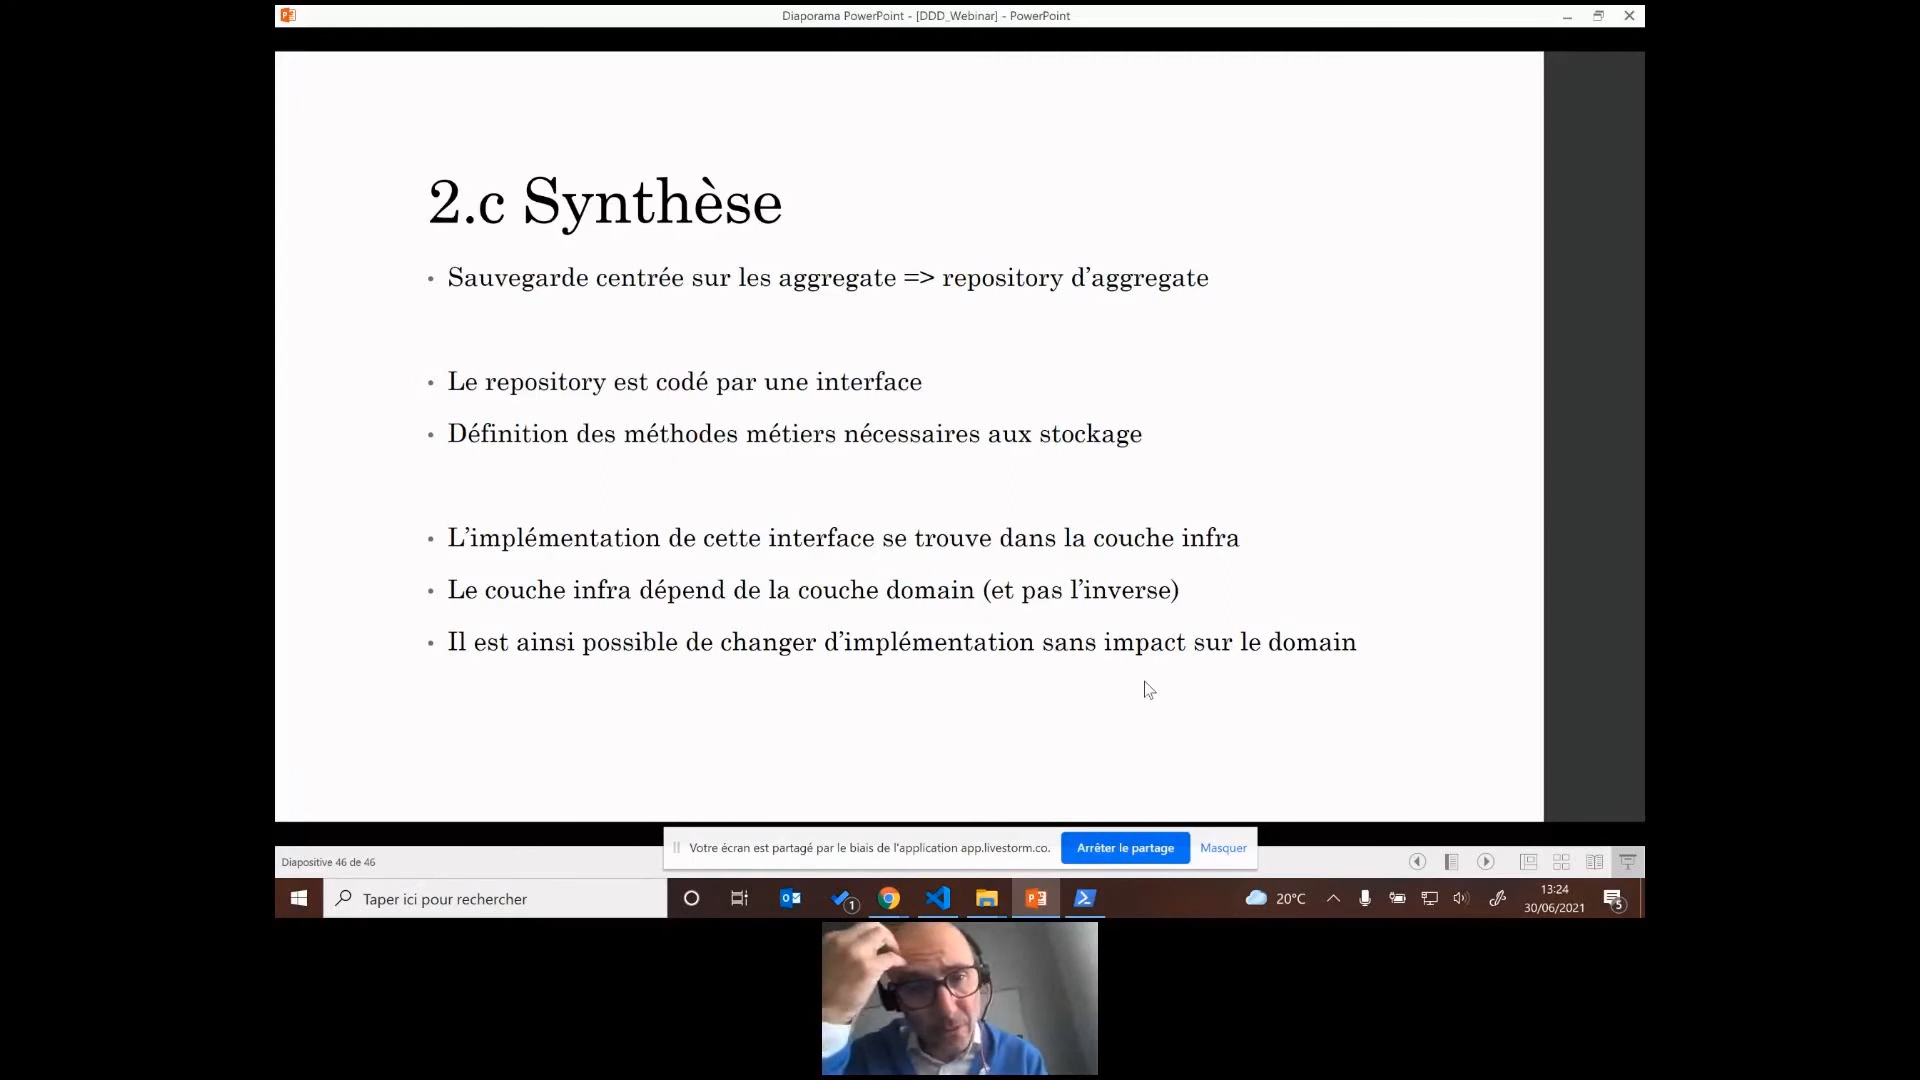 Diaporama PowerPoint - [DDD_Webinar] - PowerPoint
2.c Synthèse
• Sauvegarde centrée sur les aggregate => repository d’aggregate
• Le repository est codé par une interface
• Définition des méthodes métiers nécessaires aux stockage
• L’implémentation de cette interface se trouve dans la couche infra
• Le couche infra dépend de la couche domain (et pas l’inverse)
• Il est ainsi possible de changer d’implémentation sans impact sur le domain
Votre écran est partagé par le biais de l'application app.livestorm.co.
Arrêter le partage
Masquer
Diapositive 46 de 46
Taper ici pour rechercher
1
20°C
13:24
30/06/2021
5